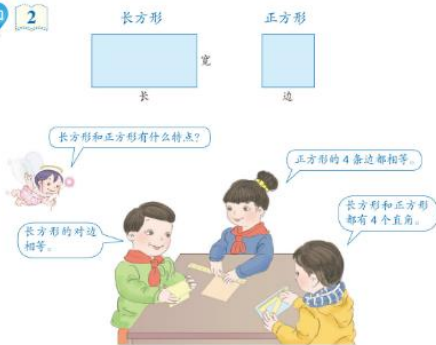 2
长方形 正方形
宽
长 边
长方形和正方形有什么特点?
正方形的4条边都相等。
长方形的对边
相等。
长方形和正方形
都有4个直角。